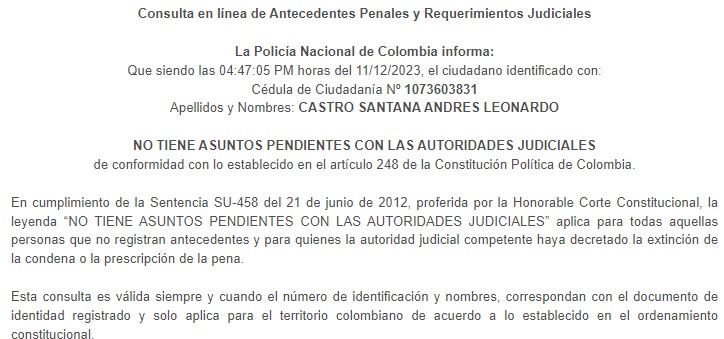 Consulta en línea de Antecedentes Penales y Requerimientos Judiciales
La Policía Nacional de Colombia informa:
Que siendo las 04:47:05 PM horas del 11/12/2023, el ciudadano identificado con:
Cédula de Ciudadanía Nº 1073603831
Apellidos y Nombres: CASTRO SANTANA ANDRES LEONARDO
NO TIENE ASUNTOS PENDIENTES CON LAS AUTORIDADES JUDICIALES
de conformidad con lo establecido en el artículo 248 de la Constitución Política de Colombia.
En cumplimiento de la Sentencia SU-458 del 21 de junio de 2012, proferida por la Honorable Corte Constitucional, la
leyenda “NO TIENE ASUNTOS PENDIENTES CON LAS AUTORIDADES JUDICIALES” aplica para todas aquellas
personas que no registran antecedentes y para quienes la autoridad judicial competente haya decretado la extinción de
la condena o la prescripción de la pena.
Esta consulta es válida siempre y cuando el número de identificación y nombres, correspondan con el documento de
identidad registrado y solo aplica para el territorio colombiano de acuerdo a lo establecido en el ordenamiento
constitucional.